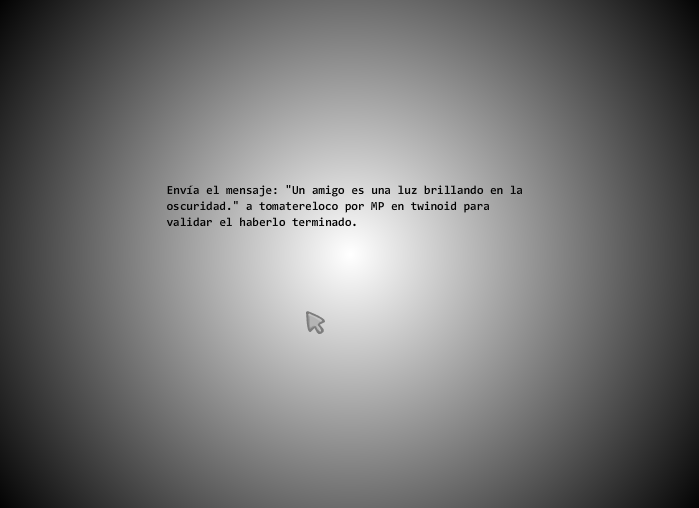 Envía el mensaje: "Un amigo es una luz brillando en la
oscuridad." a tomatereloco por MP en twinoid para
validar el haberlo terminado.